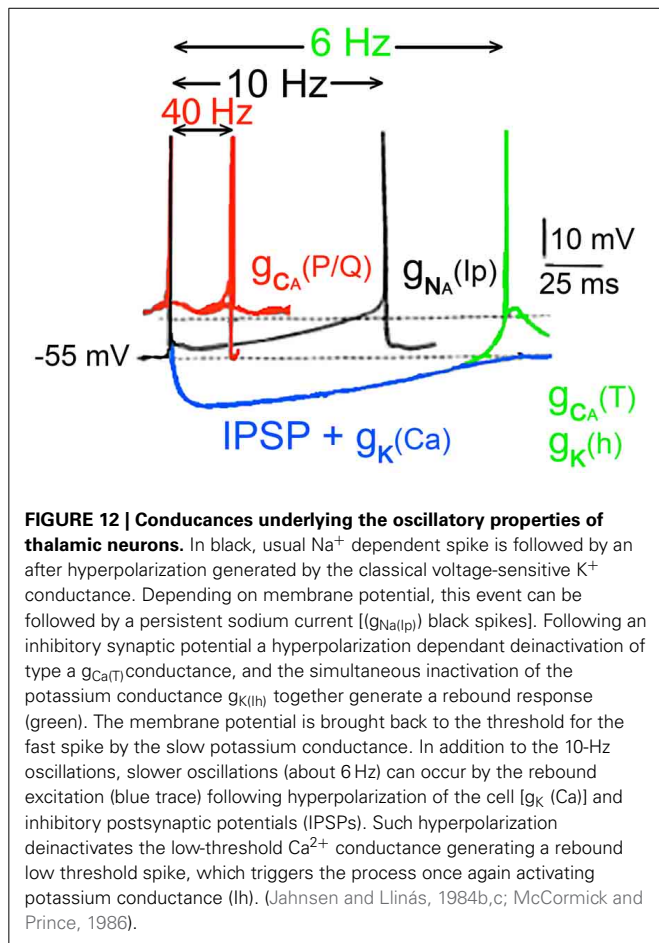 6 Hz
10 Hz
40 Hz
gCA(P/Q)
gNA(Ip)
10 mV
25 ms
-55 mV
gCA(T)
IPSP + gK(Ca)
gK(h)
FIGURE 12 | Conducances underlying the oscillatory properties of
thalamic neurons. In black, usual Na+ dependent spike is followed by an
after hyperpolarization generated by the classical voltage-sensitive K+
conductance. Depending on membrane potential, this event can be
followed by a persistent sodium current [(gNa(Ip)) black spikes]. Following an
inhibitory synaptic potential a hyperpolarization dependant deinactivation of
type a gCa(T)conductance, and the simultaneous inactivation of the
potassium conductance gK(Ih) together generate a rebound response
(green). The membrane potential is brought back to the threshold for the
fast spike by the slow potassium conductance. In addition to the 10-Hz
oscillations, slower oscillations (about 6 Hz) can occur by the rebound
excitation (blue trace) following hyperpolarization of the cell [gK (Ca)] and
inhibitory postsynaptic potentials (IPSPs). Such hyperpolarization
deinactivates the low-threshold Ca2+ conductance generating a rebound
low threshold spike, which triggers the process once again activating
potassium conductance (Ih). (Jahnsen and Llinás, 1984b,c; McCormick and
Prince, 1986).